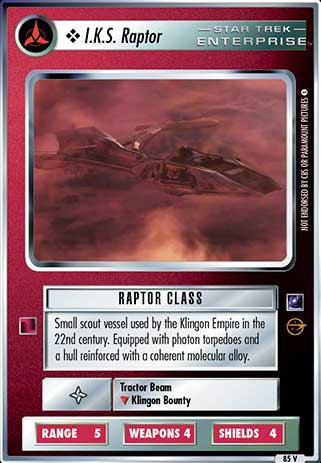 ❖ I.K.S. Raptor
STAR TREK
ENTERPRISE™
NOT ENDORSED BY CBS OR PARAMOUNT PICTURES
RAPTOR CLASS
Small scout vessel used by the Klingon Empire in the
22nd century. Equipped with photon torpedoes and
a hull reinforced with a coherent molecular alloy.
Tractor Beam
Klingon Bounty
RANGE 5 WEAPONS 4 SHIELDS 4
85 V